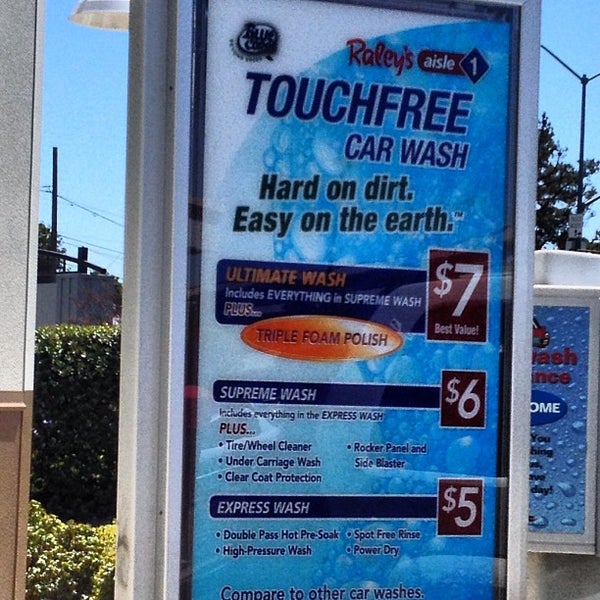 Raley's aisle 1
TOUCHFREE
CAR WASH
Hard on dirt.
Easy on the earth.™
ULTIMATE WASH
Includes EVERYTHING in SUPREME WASH
PLUS...
TRIPLE FOAM POLISH
$7
Best Value!
SUPREME WASH
$6
Includes everything in the EXPRESS WASH
PLUS...
• Tire/Wheel Cleaner
• Under Carriage Wash
• Clear Coat Protection
• Rocker Panel and
Side Blaster
EXPRESS WASH
$5
• Double Pass Hot Pre-Soak
• High-Pressure Wash
• Spot Free Rinse
• Power Dry
Compare to other car washes.